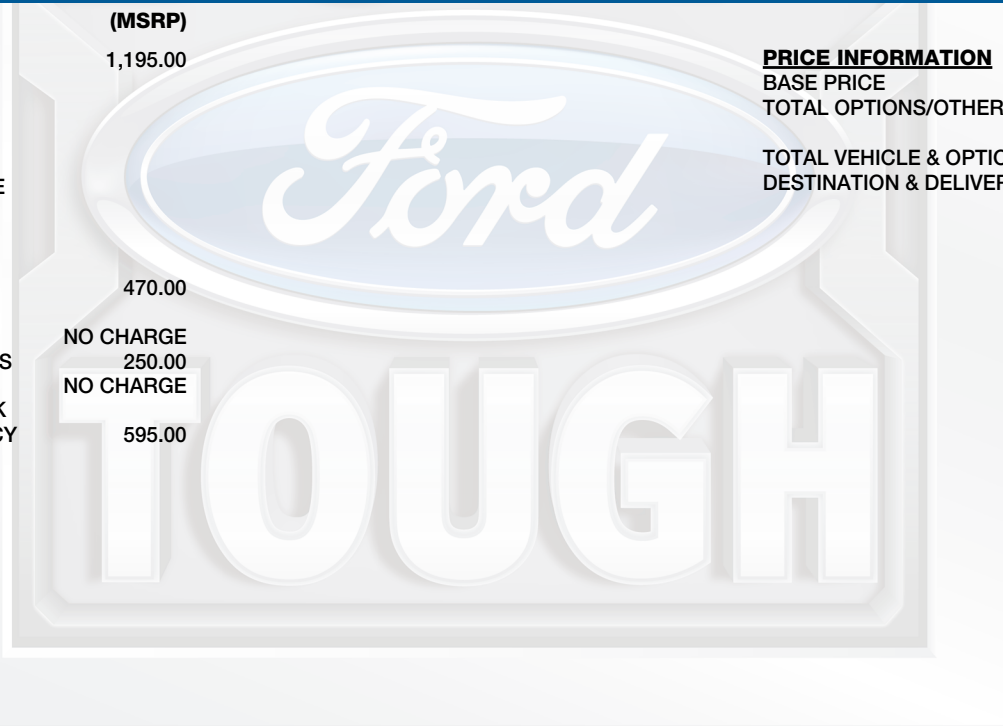 (MSRP)
1,195.00
E
470.00
NO CHARGE
S 250.00
NO CHARGE
K
CY 595.00
PRICE INFORMATION
BASE PRICE
TOTAL OPTIONS/OTHER
TOTAL VEHICLE & OPTIO
DESTINATION & DELIVER
Ford
TOUGH